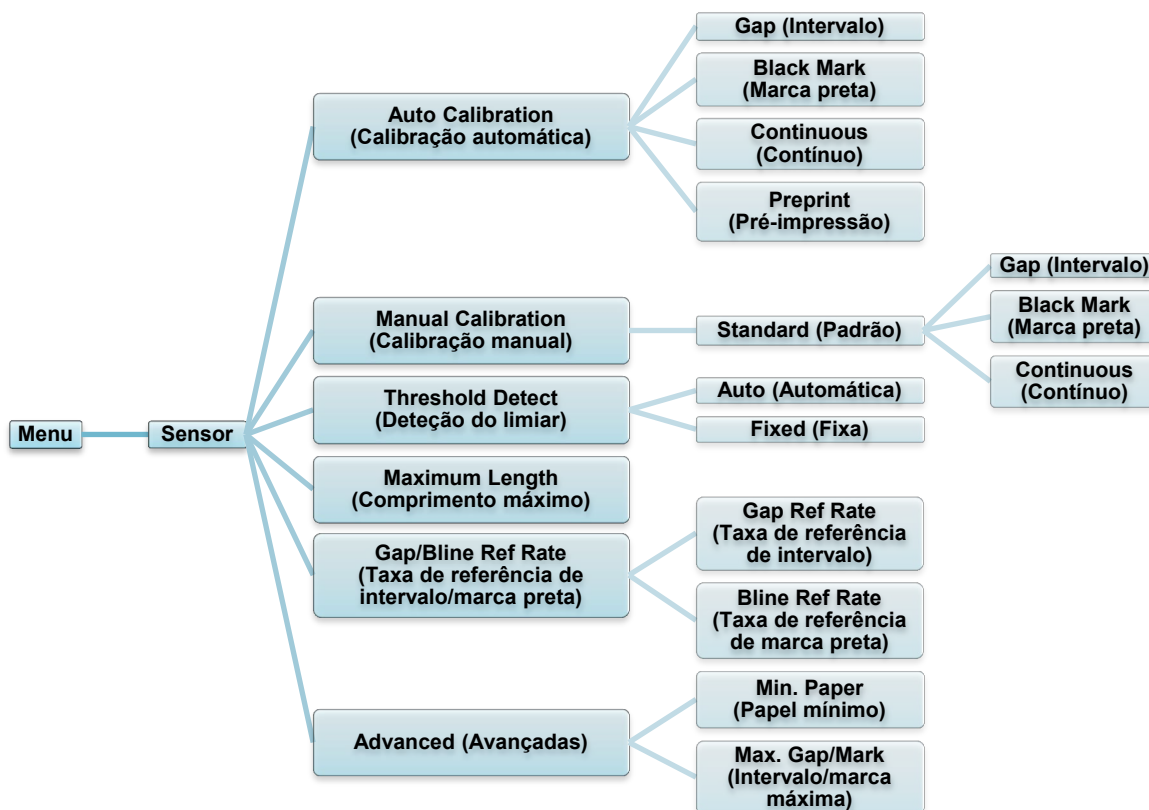 Menu
Sensor
Auto Calibration
(Calibração automática)
Gap (Intervalo)
Black Mark
(Marca preta)
Continuous
(Contínuo)
Preprint
(Pré-impressão)
Manual Calibration
(Calibração manual)
Standard (Padrão)
Gap (Intervalo)
Black Mark
(Marca preta)
Continuous
(Contínuo)
Threshold Detect
(Deteção do limiar)
Auto (Automática)
Fixed (Fixa)
Maximum Length
(Comprimento máximo)
Gap/Bline Ref Rate
(Taxa de referência de
intervalo/marca preta)
Gap Ref Rate
(Taxa de referência
de intervalo)
Bline Ref Rate
(Taxa de referência
de marca preta)
Advanced (Avançadas)
Min. Paper
(Papel mínimo)
Max. Gap/Mark
(Intervalo/marca
máxima)